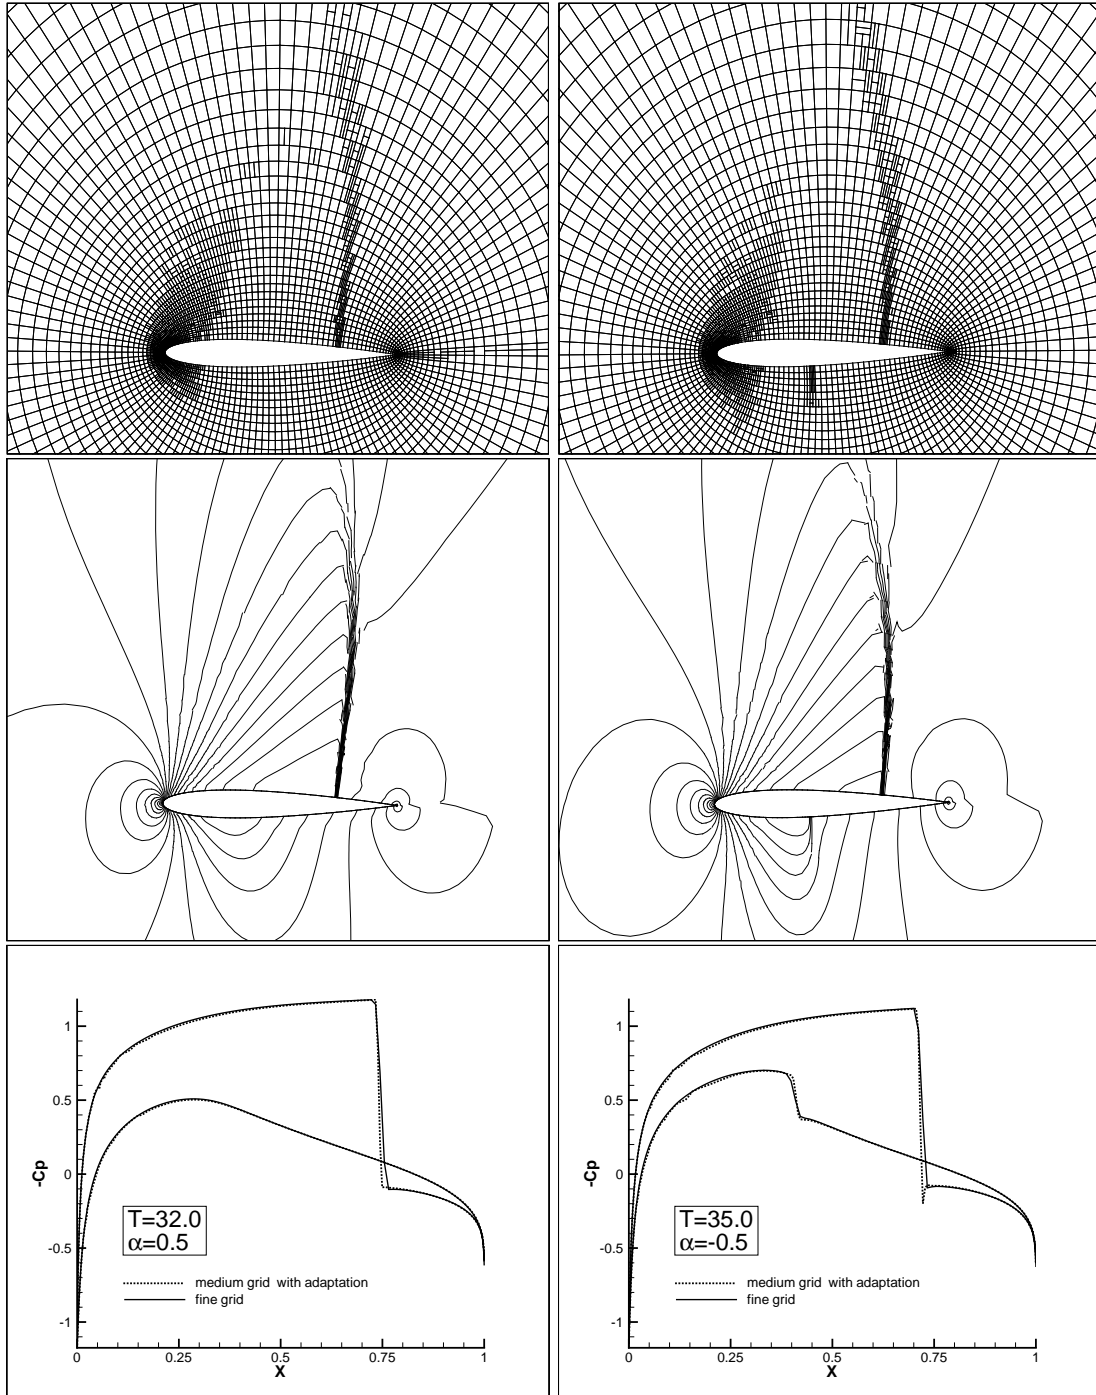 1
0.5
0
-0.5
-1
-Cp
T=32.0
α=0.5
medium grid with adaptation
fine grid
0 0.25 0.5 0.75 1
X
1
0.5
0
-0.5
-1
-Cp
T=35.0
α=-0.5
medium grid with adaptation
fine grid
0 0.25 0.5 0.75 1
X